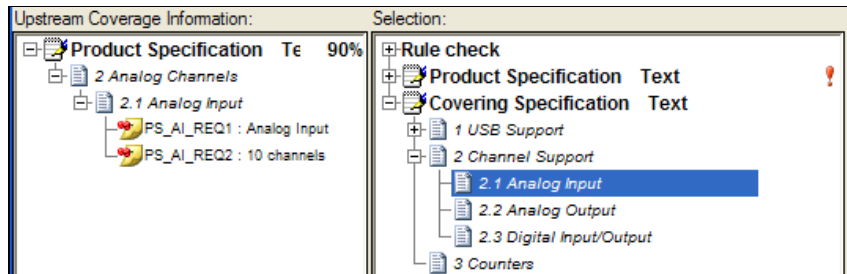 Upstream Coverage Information:
Product Specification Te 90%
2 Analog Channels
2.1 Analog Input
PS_AI_REQ1 : Analog Input
PS_AI_REQ2 : 10 channels
Selection:
Rule check
Product Specification Text
Covering Specification Text
1 USB Support
2 Channel Support
2.1 Analog Input
2.2 Analog Output
2.3 Digital Input/Output
3 Counters